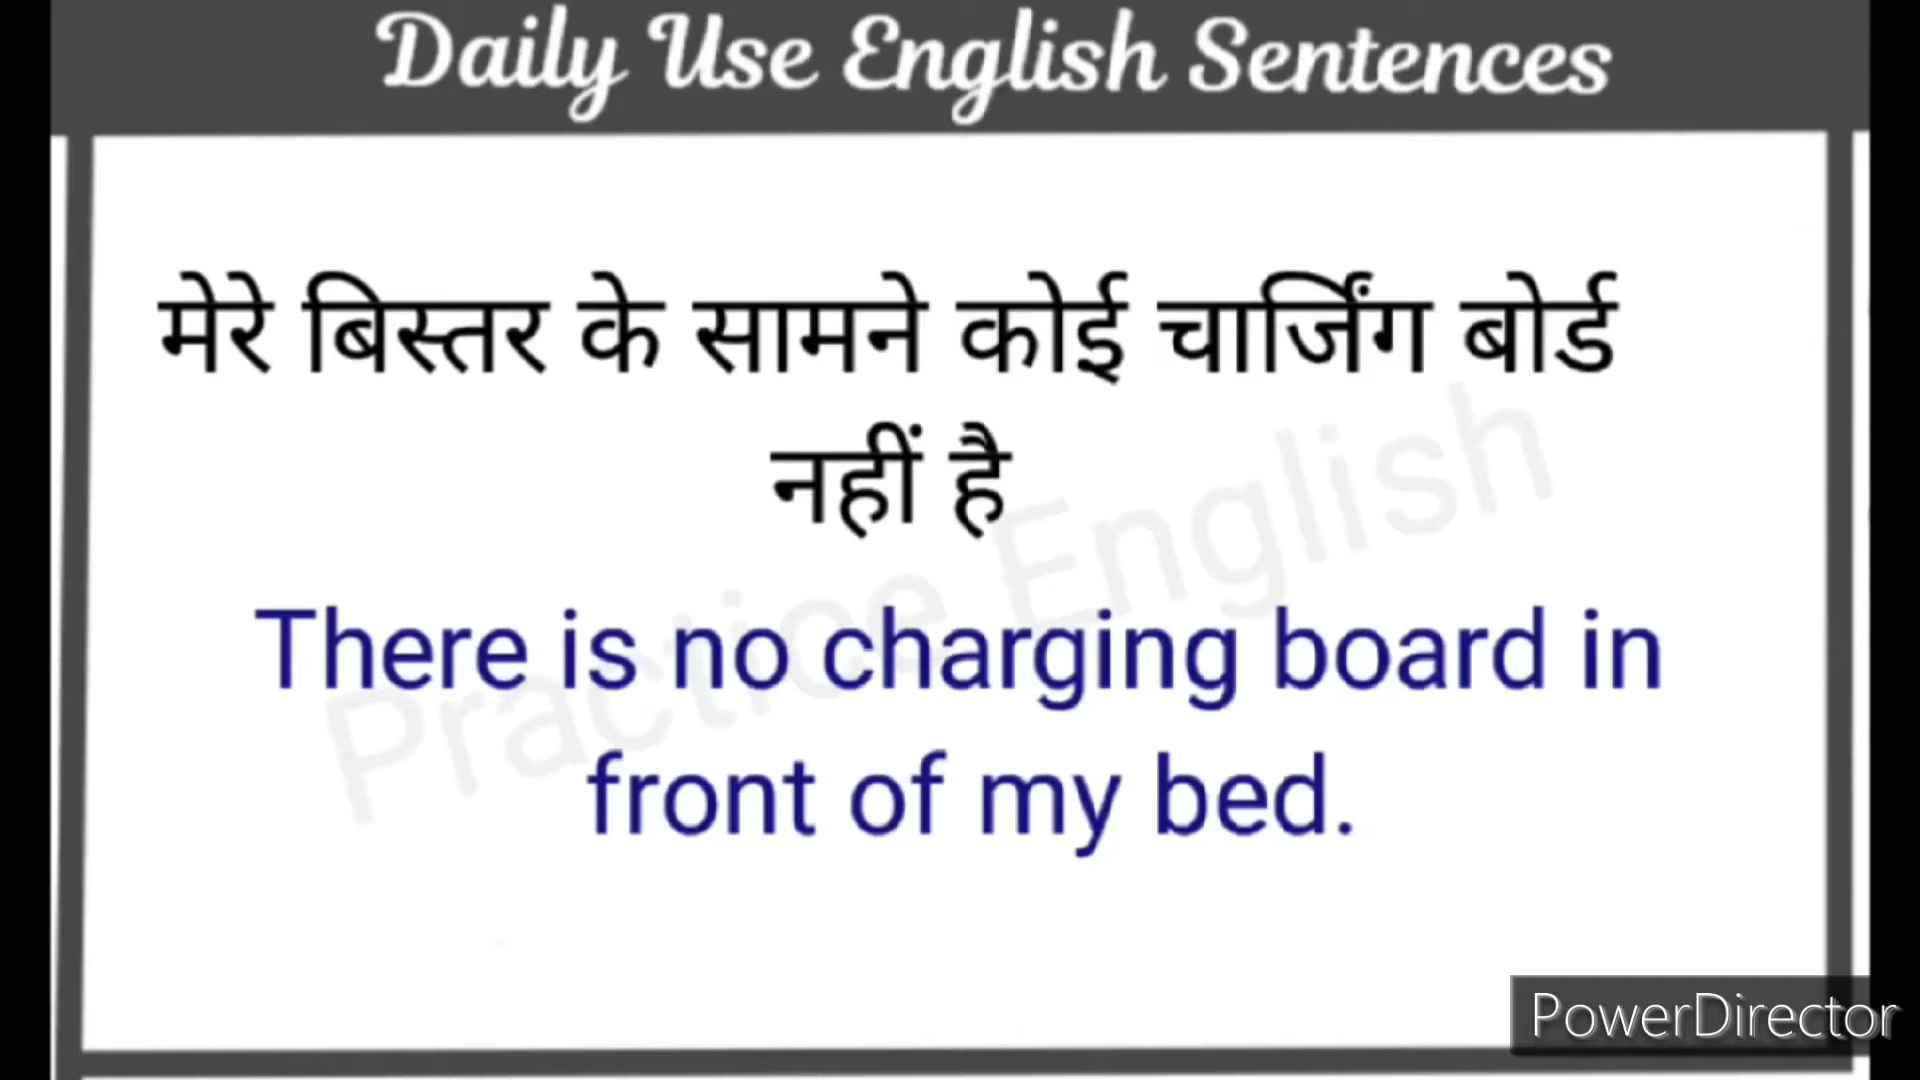 Daily Use English Sentences
मेरे बिस्तर के सामने कोई चार्जिंग बोर्ड
नहीं है
Practice English
There is no charging board in
front of my bed.
PowerDirector